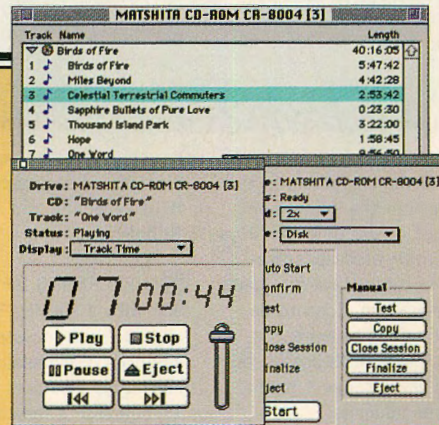 MATSHITA CD-ROM CR-8004 [3]
Track Name Length
Birds of Fire 40:16:05
1 Birds of Fire 5:47:42
2 Miles Beyond 4:42:28
3 Celestial Terrestrial Commuters 2:53:42
4 Sapphire Bullets of Pure Love 0:23:30
5 Thousand Island Park 3:22:00
6 Hope 1:58:45
7 One Word
Drive: MATSHITA CD-ROM CR-8004 [3]
CD: "Birds of Fire"
Track: "One Word"
Status: Playing
Display: Track Time
07 00:44
Play Stop
Pause Eject
e: MATSHITA CD-ROM CR-8004 [3]
s: Ready
d: 2x
e: Disk
uto Start
onfirm
est
opy
lose Session
inalize
ject
Start
Manual
Test
Copy
Close Session
Finalize
Eject